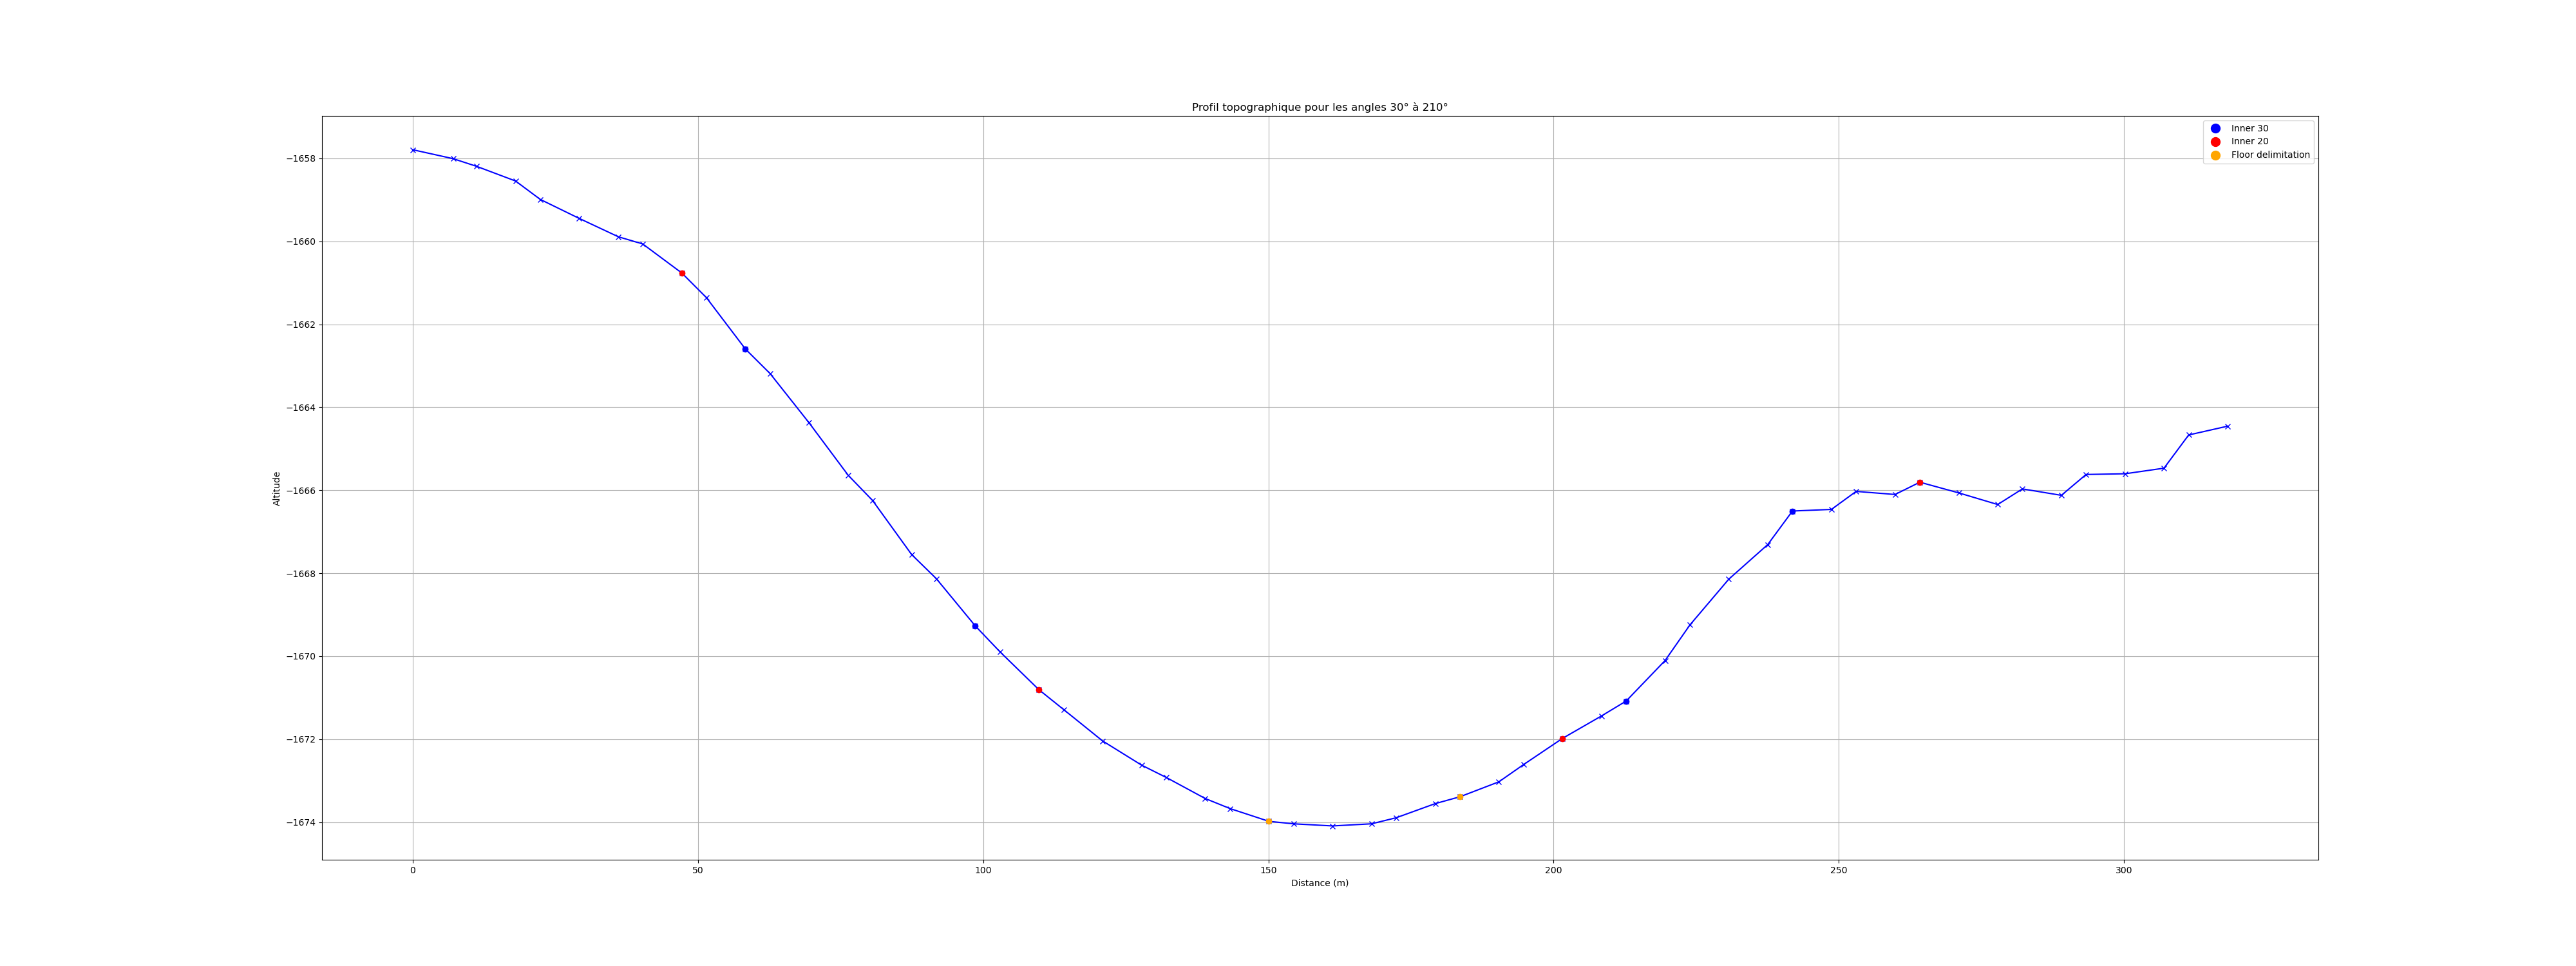 Profil topographique pour les angles 30° à 210°
Inner 30
Inner 20
Floor delimitation
Altitude
−1658
−1660
−1662
−1664
−1666
−1668
−1670
−1672
−1674
0
50
100
150
200
250
300
Distance (m)